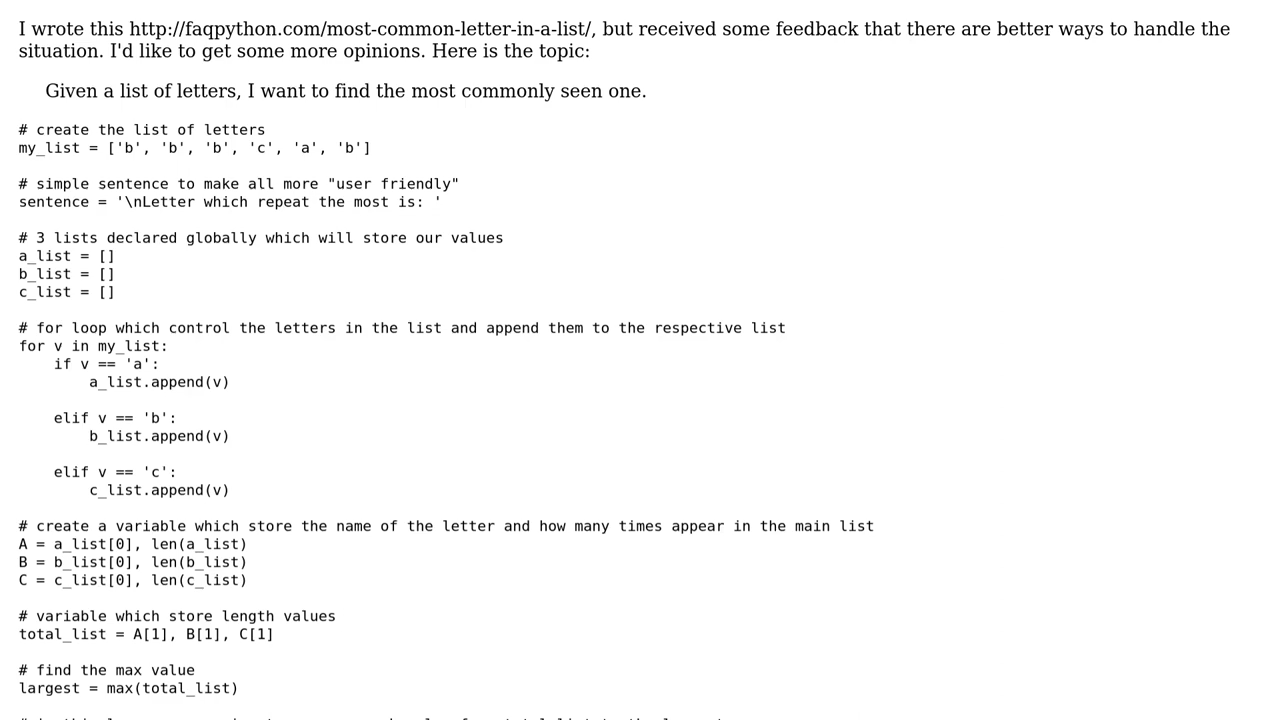 I wrote this http://faqpython.com/most-common-letter-in-a-list/, but received some feedback that there are better ways to handle the
situation. I'd like to get some more opinions. Here is the topic:
Given a list of letters, I want to find the most commonly seen one.
# create the list of letters
my_list = ['b', 'b', 'b', 'c', 'a', 'b']
# simple sentence to make all more "user friendly"
sentence = '\nLetter which repeat the most is: '
# 3 lists declared globally which will store our values
a_list = []
b_list = []
c_list = []
# for loop which control the letters in the list and append them to the respective list
for v in my_list:
    if v == 'a':
        a_list.append(v)
    elif v == 'b':
        b_list.append(v)
    elif v == 'c':
        c_list.append(v)
# create a variable which store the name of the letter and how many times appear in the main list
A = a_list[0], len(a_list)
B = b_list[0], len(b_list)
C = c_list[0], len(c_list)
# variable which store length values
total_list = A[1], B[1], C[1]
# find the max value
largest = max(total_list)